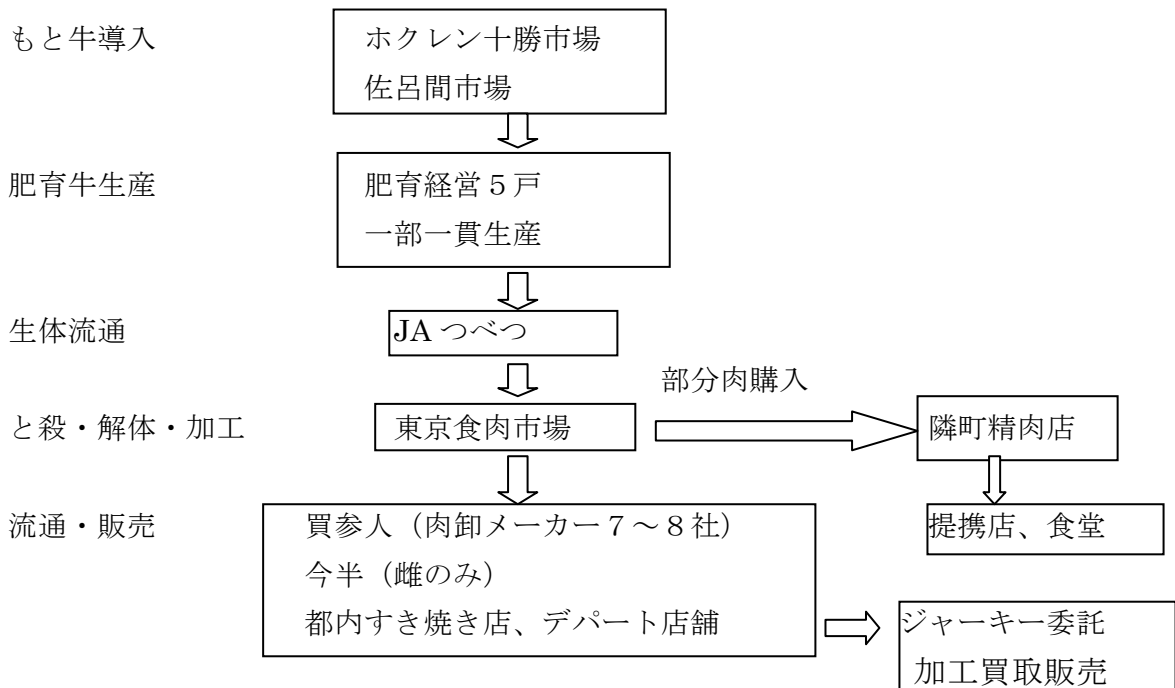 もと牛導入
ホクレン十勝市場
佐呂間市場
肥育牛生産
肥育経営５戸
一部一貫生産
生体流通
JAつべつ
部分肉購入
と殺・解体・加工
東京食肉市場
隣町精肉店
流通・販売
買参人（肉卸メーカー７～８社）
今半（雌のみ）
都内すき焼き店、デパート店舗
提携店、食堂
ジャーキー委託
加工買取販売